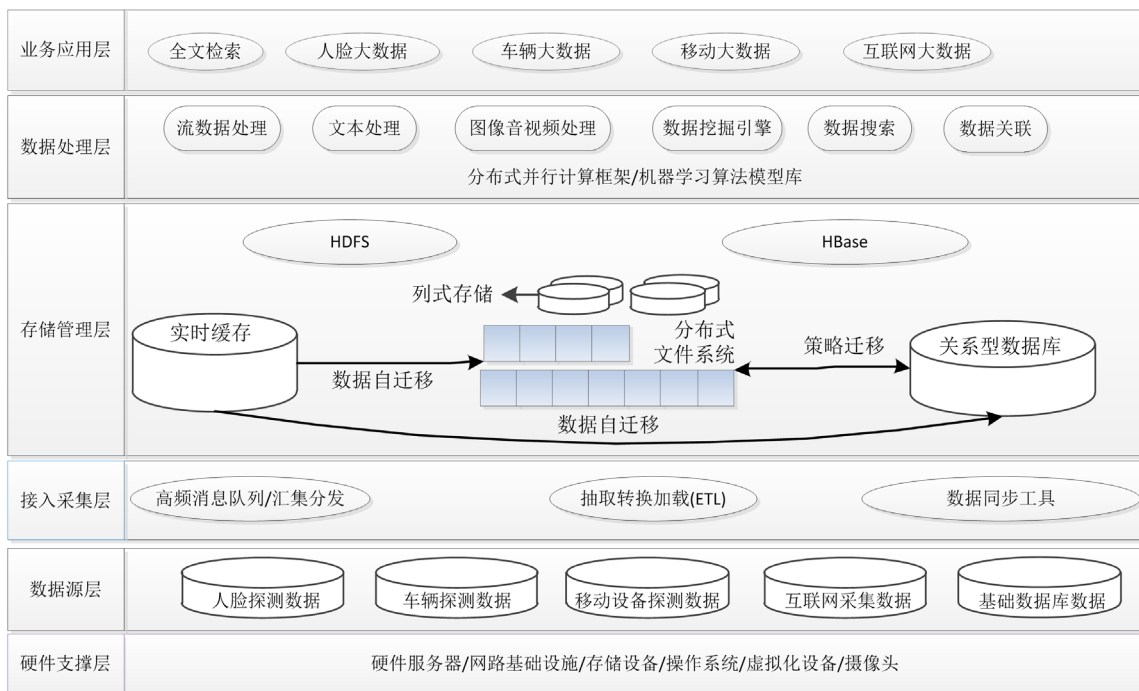 业务应用层
全文检索
人脸大数据
车辆大数据
移动大数据
互联网大数据
数据处理层
流数据处理
文本处理
图像音视频处理
数据挖掘引擎
数据搜索
数据关联
分布式并行计算框架/机器学习算法模型库
存储管理层
HDFS
HBase
列式存储
实时缓存
分布式
文件系统
策略迁移
关系型数据库
数据自迁移
数据自迁移
接入采集层
高频消息队列/汇集分发
抽取转换加载(ETL)
数据同步工具
数据源层
人脸探测数据
车辆探测数据
移动设备探测数据
互联网采集数据
基础数据库数据
硬件支撑层
硬件服务器/网路基础设施/存储设备/操作系统/虚拟化设备/摄像头